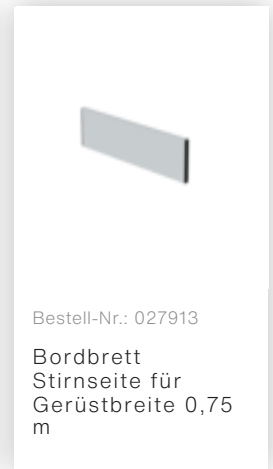 Bestell-Nr.: 027913
Bordbrett
Stirnseite für
Gerüstbreite 0,75
m